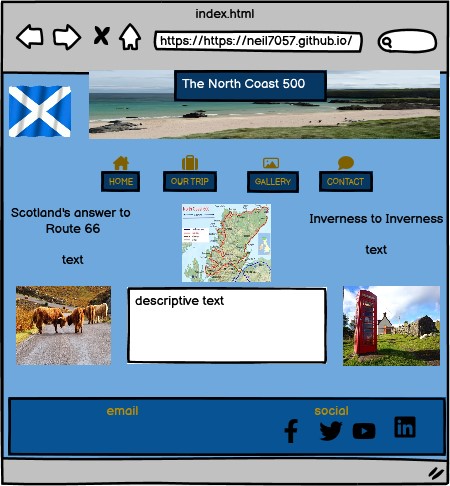 index.html
https://https://neil7057.github.io/
The North Coast 500
HOME
OUR TRIP
GALLERY
CONTACT
Scotland's answer to
Route 66
text
Inverness to Inverness
text
descriptive text
email
social